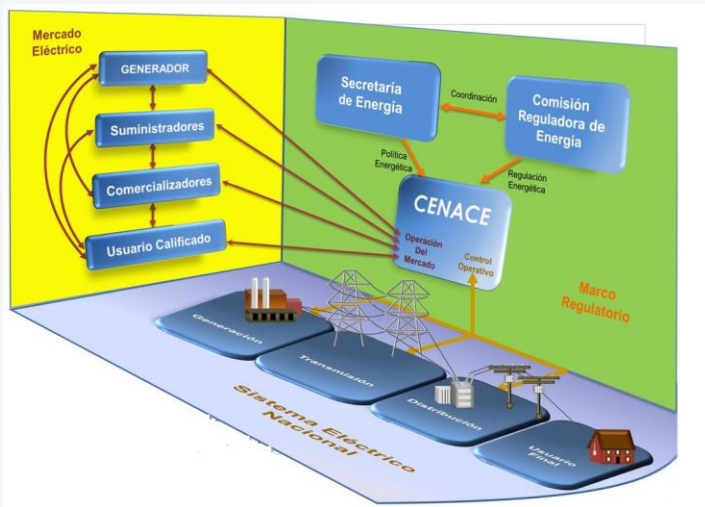 Mercado
Eléctrico
GENERADOR
Suministradores
Comercializadores
Usuario Calificado
Secretaría
de Energía
Coordinación
Comisión
Reguladora de
Energía
Política
Energética
Regulación
Energética
CENACE
Operación
Del
Mercado
Control
Operativo
Marco
Regulatorio
Generación
Transmisión
Distribución
Usuario
Final
Sistema Eléctrico
Nacional